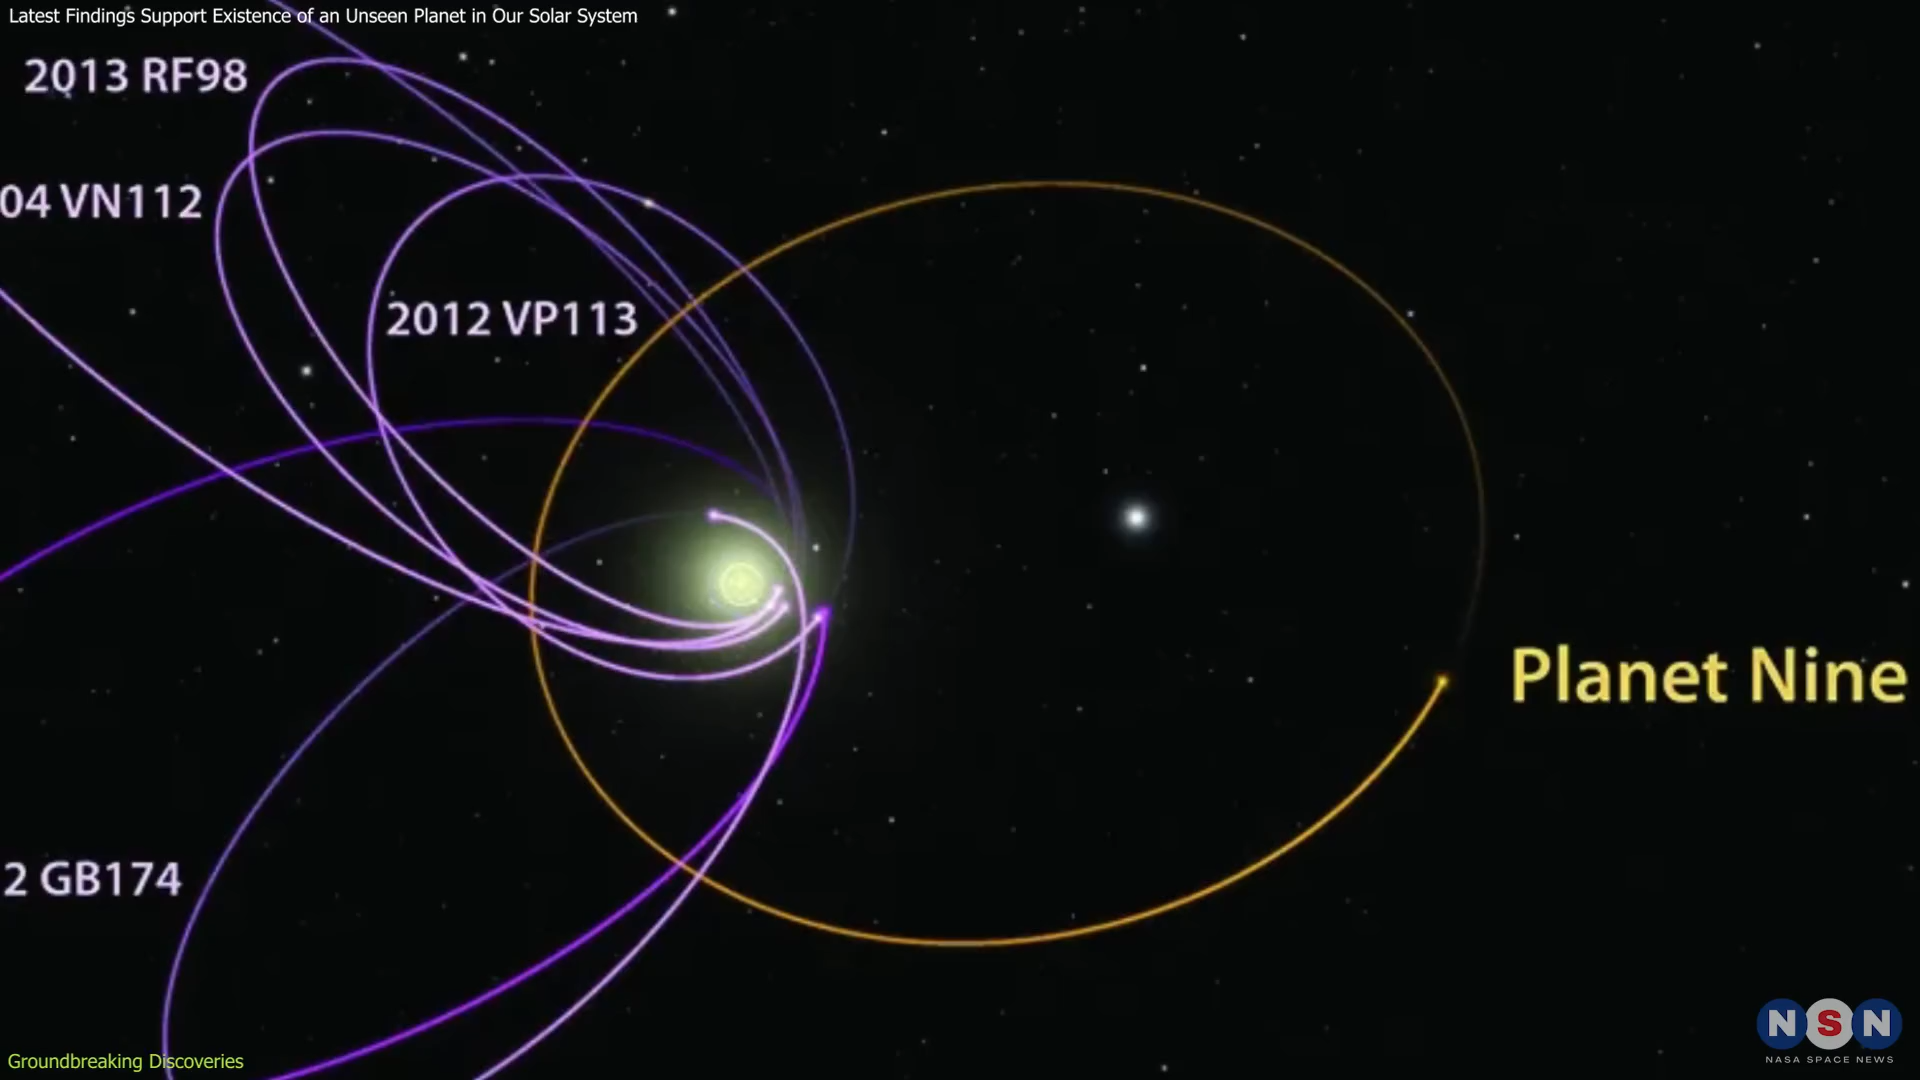 Latest Findings Support Existence of an Unseen Planet in Our Solar System
2013 RF98
04 VN112
2012 VP113
Planet Nine
2 GB174
NSN
NASA SPACE NEWS
Groundbreaking Discoveries